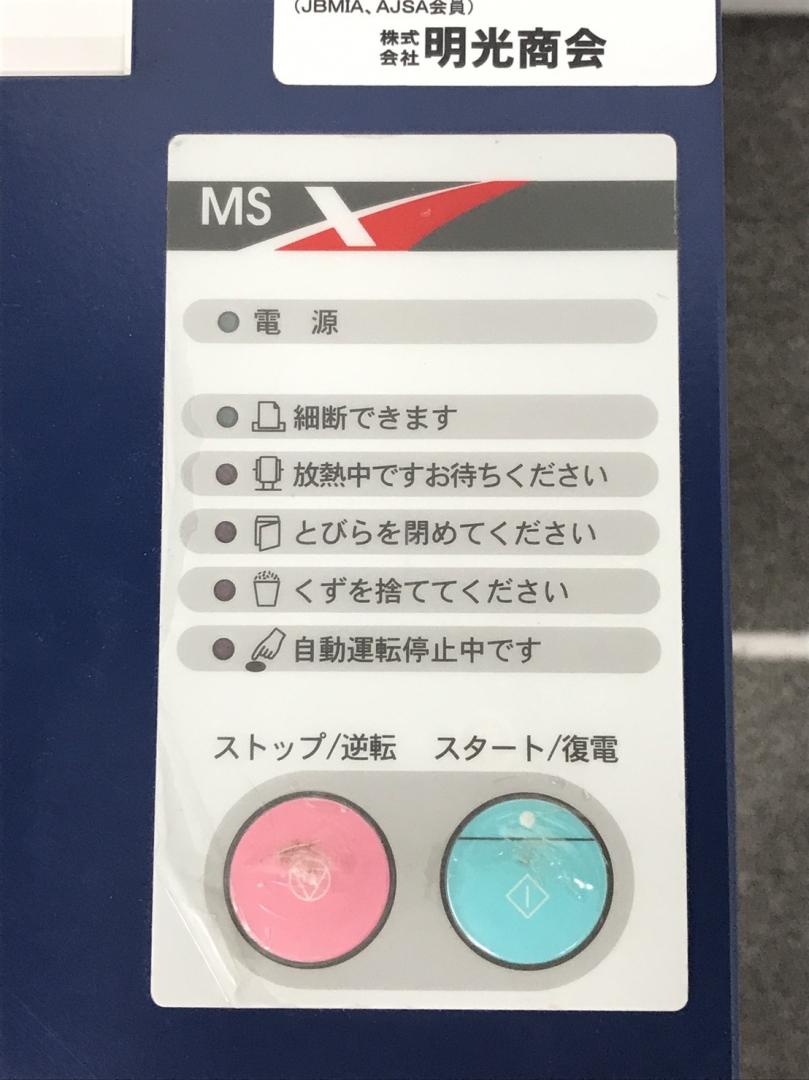 (JBMIA、AJSA会員)
株式会社 明光商会
MS X
電 源
細断できます
放熱中ですお待ちください
とびらを閉めてください
くずを捨ててください
自動運転停止中です
ストップ/逆転 スタート/復電